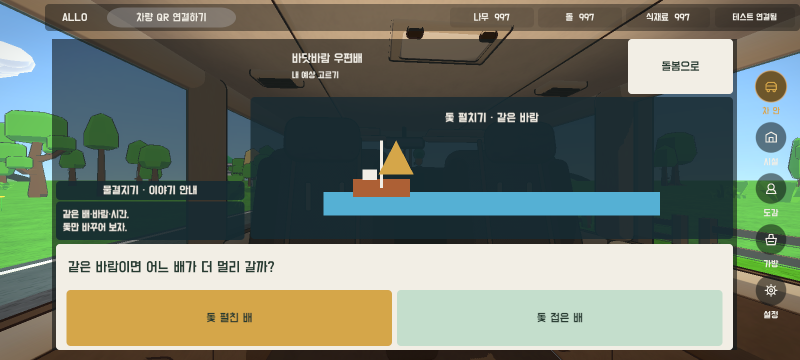 ALLO
차량 QR 연결하기
나무 997
돌 997
식재료 997
테스트 연결됨
바닷바람 우편배
내 예상 고르기
돌봄으로
돛 펼치기 · 같은 바람
차 안
시설
도감
가방
설정
물결지기 · 이야기 안내
같은 배·바람·시간.
돛만 바꾸어 보자.
같은 바람이면 어느 배가 더 멀리 갈까?
돛 펼친 배
돛 접은 배